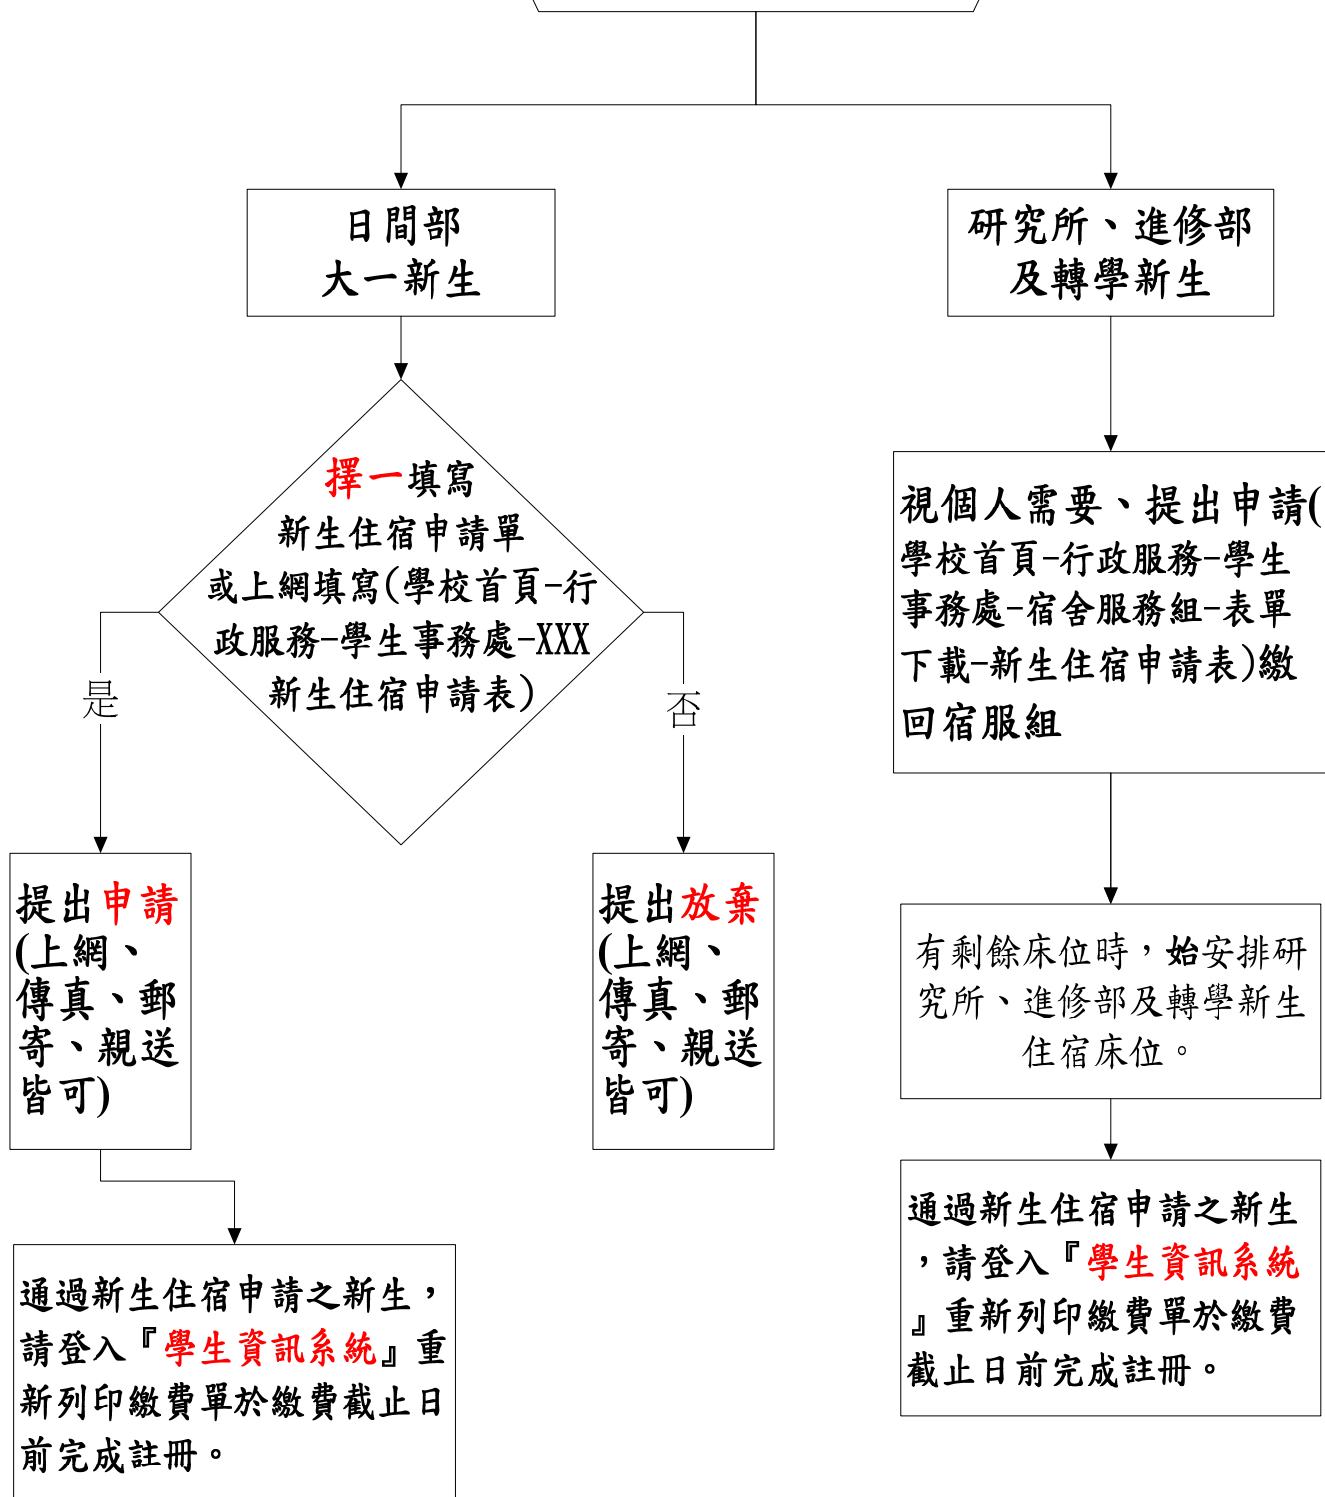 日間部
大一新生
研究所、進修部
及轉學新生
擇一填寫
新生住宿申請單
或上網填寫(學校首頁-行
政服務-學生事務處-XXX
新生住宿申請表)
是
否
視個人需要、提出申請(
學校首頁-行政服務-學生
事務處-宿舍服務組-表單
下載-新生住宿申請表)繳
回宿服組
提出申請
(上網、
傳真、郵
寄、親送
皆可)
提出放棄
(上網、
傳真、郵
寄、親送
皆可)
有剩餘床位時，始安排研
究所、進修部及轉學新生
住宿床位。
通過新生住宿申請之新生，
請登入『學生資訊系統』重
新列印繳費單於繳費截止日
前完成註冊。
通過新生住宿申請之新生
，請登入『學生資訊系統
』重新列印繳費單於繳費
截止日前完成註冊。